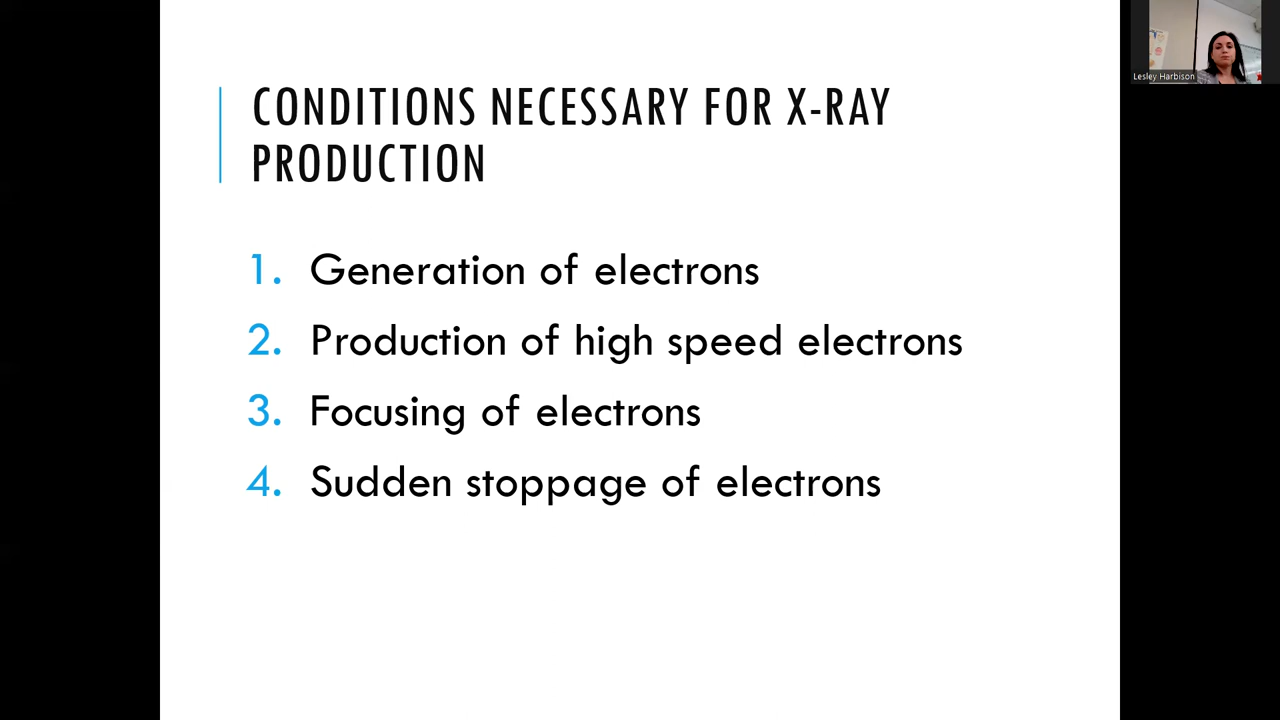 CONDITIONS NECESSARY FOR X-RAY
PRODUCTION
1. Generation of electrons
2. Production of high speed electrons
3. Focusing of electrons
4. Sudden stoppage of electrons
Lesley Harbison